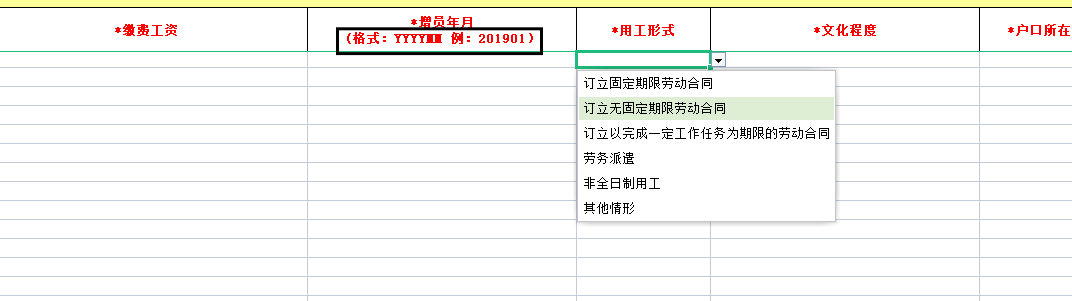 *缴费工资
*增员年月
(格式：YYYYMM 例：201901)
*用工形式
*文化程度
*户口所在
订立固定期限劳动合同
订立无固定期限劳动合同
订立以完成一定工作任务为期限的劳动合同
劳务派遣
非全日制用工
其他情形